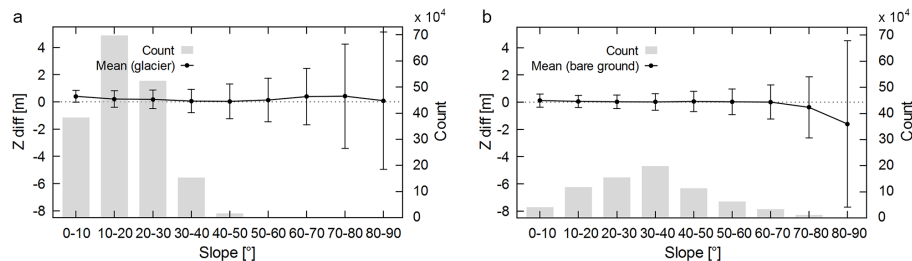 a
x 10⁴
Count
Mean (glacier)
4
2
0
-2
-4
-6
-8
Z diff [m]
70
60
50
40
30
20
10
0
Count
0-10 10-20 20-30 30-40 40-50 50-60 60-70 70-80 80-90
Slope [°]
b
x 10⁴
Count
Mean (bare ground)
4
2
0
-2
-4
-6
-8
Z diff [m]
70
60
50
40
30
20
10
0
Count
0-10 10-20 20-30 30-40 40-50 50-60 60-70 70-80 80-90
Slope [°]